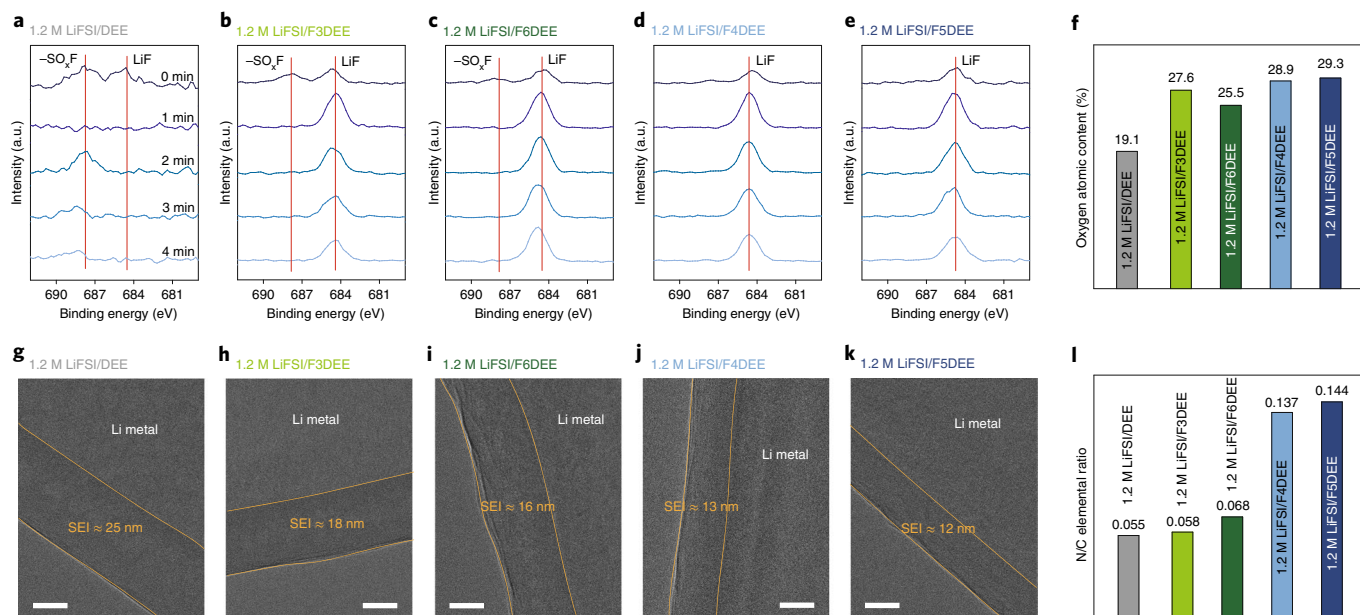 a
1.2 M LiFSI/DEE
–SOₓF
LiF
0 min
1 min
2 min
3 min
4 min
Intensity (a.u.)
690 687 684 681
Binding energy (eV)
b
1.2 M LiFSI/F3DEE
–SOₓF
LiF
Intensity (a.u.)
690 687 684 681
Binding energy (eV)
c
1.2 M LiFSI/F6DEE
–SOₓF
LiF
Intensity (a.u.)
690 687 684 681
Binding energy (eV)
d
1.2 M LiFSI/F4DEE
LiF
Intensity (a.u.)
690 687 684 681
Binding energy (eV)
e
1.2 M LiFSI/F5DEE
LiF
Intensity (a.u.)
690 687 684 681
Binding energy (eV)
f
Oxygen atomic content (%)
19.1
1.2 M LiFSI/DEE
27.6
1.2 M LiFSI/F3DEE
25.5
1.2 M LiFSI/F6DEE
28.9
1.2 M LiFSI/F4DEE
29.3
1.2 M LiFSI/F5DEE
g
1.2 M LiFSI/DEE
Li metal
SEI ≈ 25 nm
h
1.2 M LiFSI/F3DEE
Li metal
SEI ≈ 18 nm
i
1.2 M LiFSI/F6DEE
Li metal
SEI ≈ 16 nm
j
1.2 M LiFSI/F4DEE
Li metal
SEI ≈ 13 nm
k
1.2 M LiFSI/F5DEE
Li metal
SEI ≈ 12 nm
l
N/C elemental ratio
1.2 M LiFSI/DEE
0.055
1.2 M LiFSI/F3DEE
0.058
1.2 M LiFSI/F6DEE
0.068
0.137
1.2 M LiFSI/F4DEE
0.144
1.2 M LiFSI/F5DEE